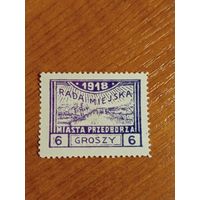 1918
RADA MIEJSKA
MIASTA PRZEDBORZA
6 GROSZY 6